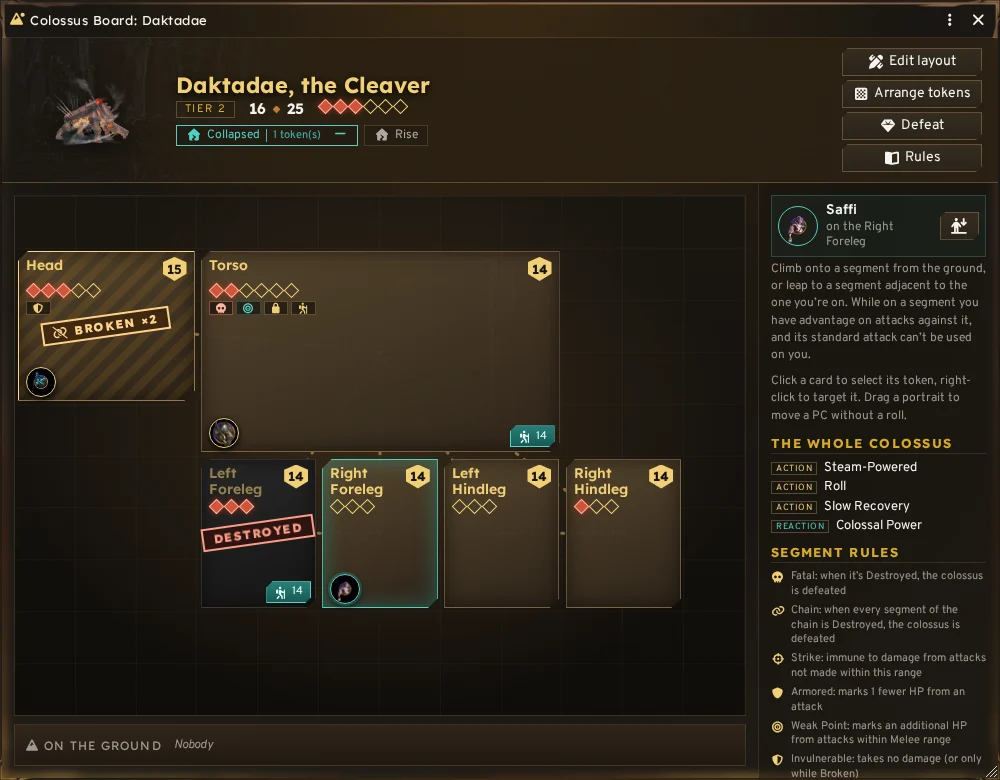 Colossus Board: Daktadae
Daktadae, the Cleaver
TIER 2 16 25
Collapsed | 1 token(s)
Rise
Edit layout
Arrange tokens
Defeat
Rules
Head
15
BROKEN ×2
Torso
14
14
Left
Foreleg
14
DESTROYED
14
Right
Foreleg
14
Left
Hindleg
14
Right
Hindleg
14
ON THE GROUND Nobody
Saffi
on the Right
Foreleg
Climb onto a segment from the ground,
or leap to a segment adjacent to the
one you're on. While on a segment you
have advantage on attacks against it,
and its standard attack can't be used
on you.
Click a card to select its token, right-
click to target it. Drag a portrait to
move a PC without a roll.
THE WHOLE COLOSSUS
ACTION Steam-Powered
ACTION Roll
ACTION Slow Recovery
REACTION Colossal Power
SEGMENT RULES
Fatal: when it's Destroyed, the colossus
is defeated
Chain: when every segment of the
chain is Destroyed, the colossus is
defeated
Strike: immune to damage from attacks
not made within this range
Armored: marks 1 fewer HP from an
attack
Weak Point: marks an additional HP
from attacks within Melee range
Invulnerable: takes no damage (or only
while Broken)